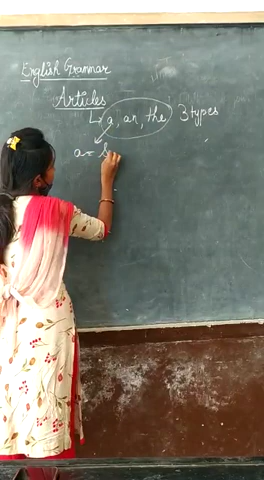 English Grammar
Articles
a, an, the 3 types
a =